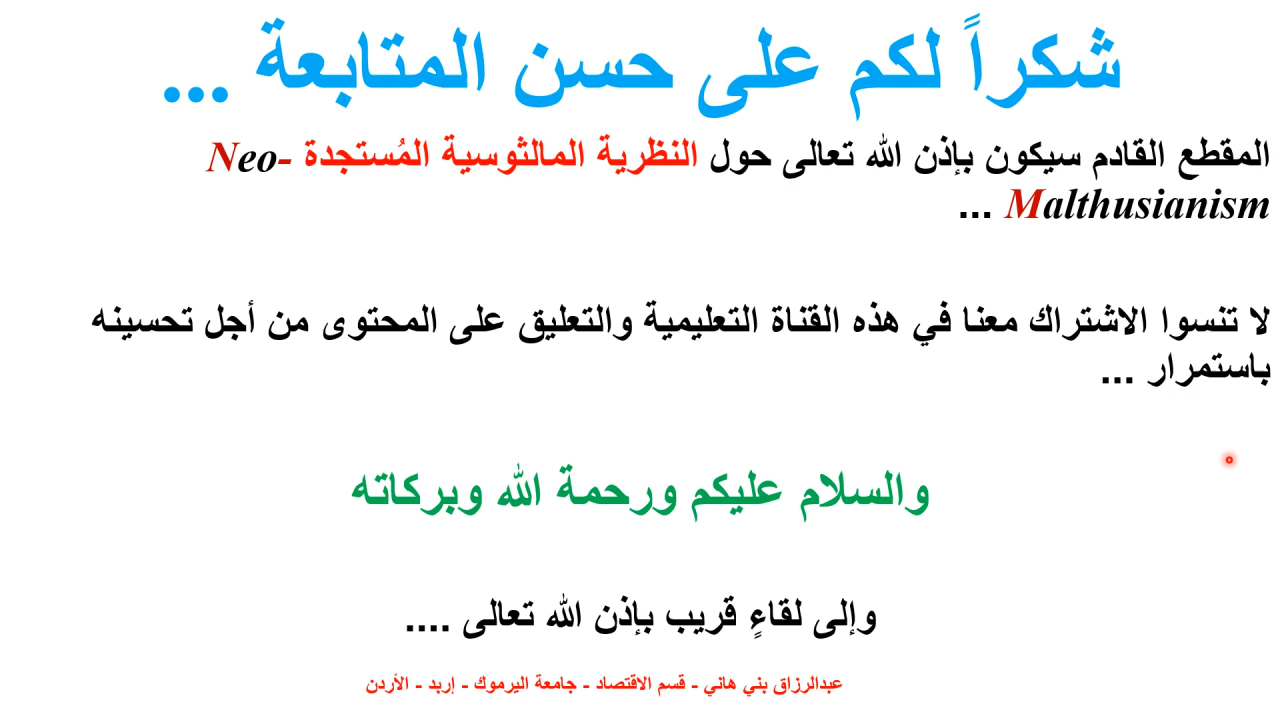 شكراً لكم على حسن المتابعة ...
المقطع القادم سيكون بإذن الله تعالى حول النظرية المالثوسية المُستجدة Neo-
Malthusianism ...
لا تنسوا الاشتراك معنا في هذه القناة التعليمية والتعليق على المحتوى من أجل تحسينه
باستمرار ...
والسلام عليكم ورحمة الله وبركاته
وإلى لقاءٍ قريب بإذن الله تعالى ....
عبدالرزاق بني هاني - قسم الاقتصاد - جامعة اليرموك - إربد - الأردن